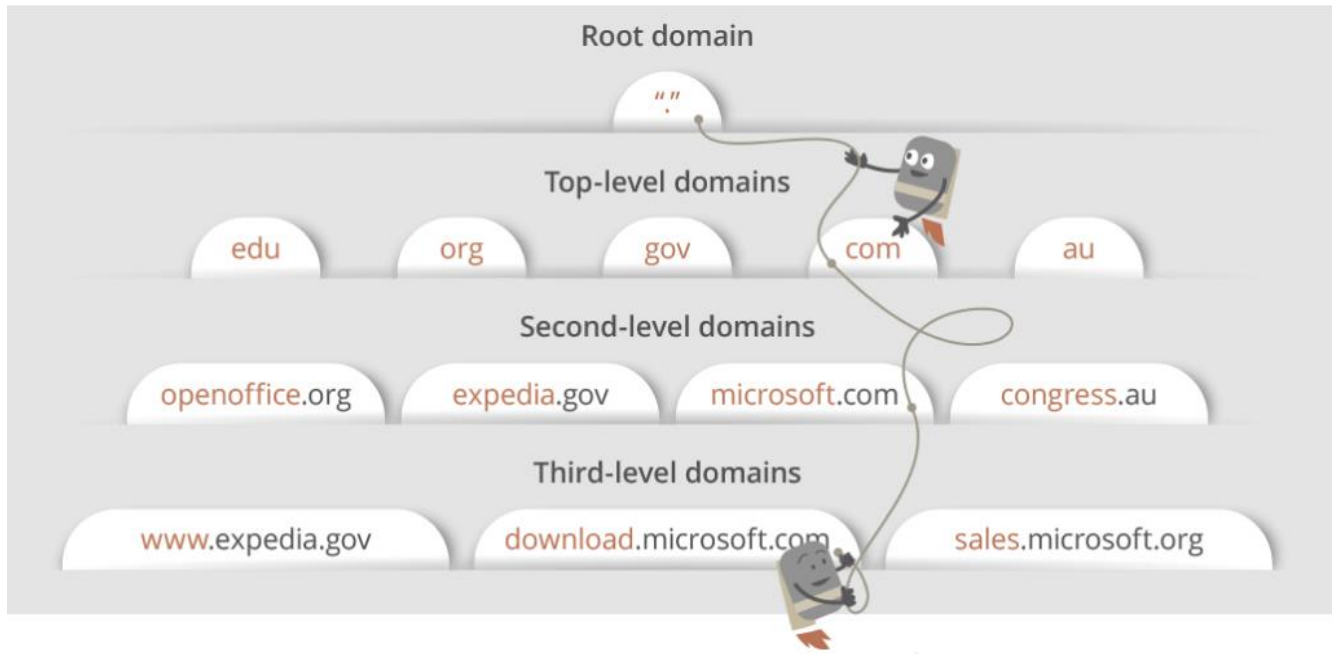 Root domain
“.”
Top-level domains
edu org gov com au
Second-level domains
openoffice.org expedia.gov microsoft.com congress.au
Third-level domains
www.expedia.gov download.microsoft.com sales.microsoft.org